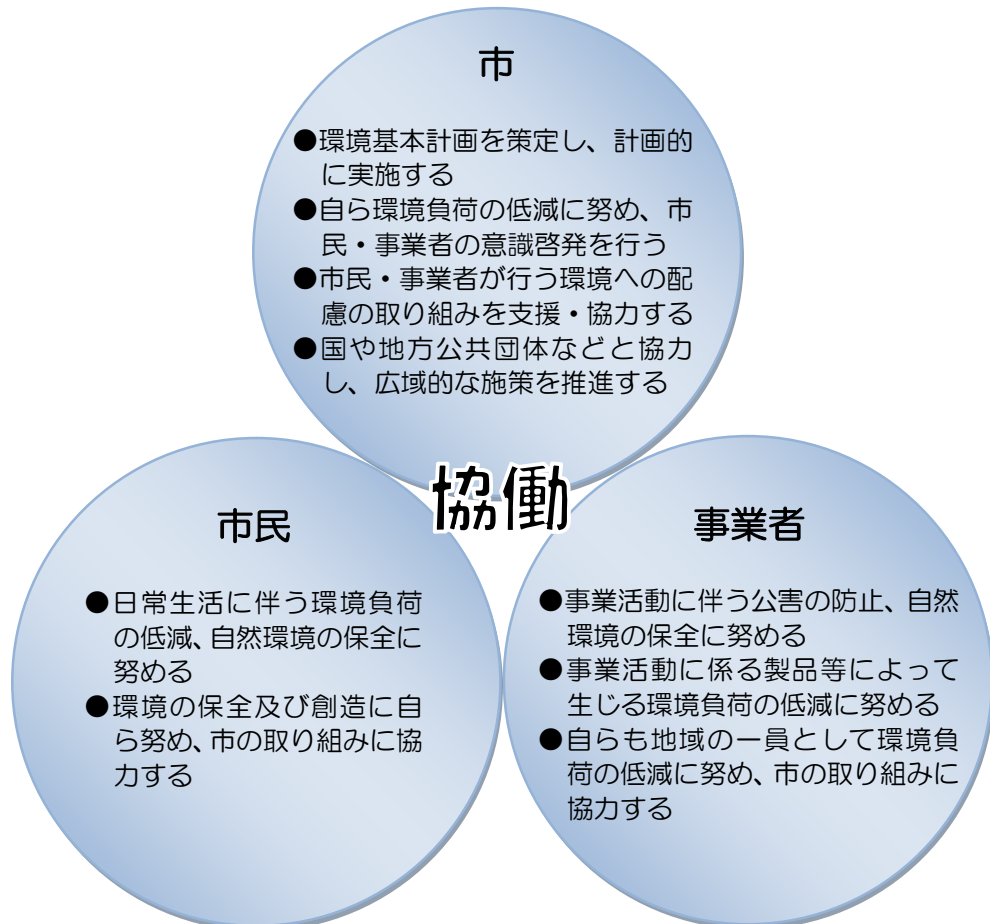 市
●環境基本計画を策定し、計画的
に実施する
●自ら環境負荷の低減に努め、市
民・事業者の意識啓発を行う
●市民・事業者が行う環境への配
慮の取り組みを支援・協力する
●国や地方公共団体などと協力
し、広域的な施策を推進する
協働
市民
●日常生活に伴う環境負荷
の低減、自然環境の保全に
努める
●環境の保全及び創造に自
ら努め、市の取り組みに協
力する
事業者
●事業活動に伴う公害の防止、自然
環境の保全に努める
●事業活動に係る製品等によって
生じる環境負荷の低減に努める
●自らも地域の一員として環境負
荷の低減に努め、市の取り組みに
協力する